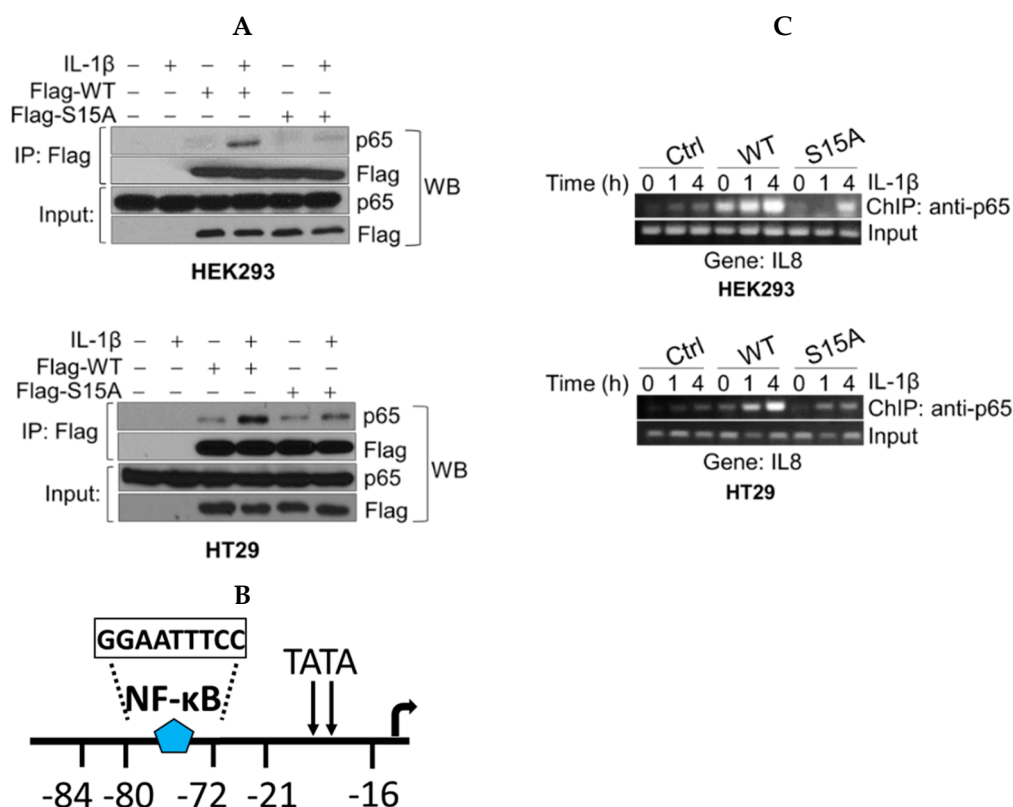 A
IL-1β – + – + – +
Flag-WT – – + + – –
Flag-S15A – – – – + +
IP: Flag
p65
Flag
Input:
p65
Flag
WB
HEK293
IL-1β – + – + – +
Flag-WT – – + + – –
Flag-S15A – – – – + +
IP: Flag
p65
Flag
Input:
p65
Flag
WB
HT29
B
GGAATTTCC
NF-κB
TATA
-84 -80 -72 -21 -16
C
Ctrl WT S15A
Time (h) 0 1 4 0 1 4 0 1 4 IL-1β
ChIP: anti-p65
Input
Gene: IL8
HEK293
Ctrl WT S15A
Time (h) 0 1 4 0 1 4 0 1 4 IL-1β
ChIP: anti-p65
Input
Gene: IL8
HT29